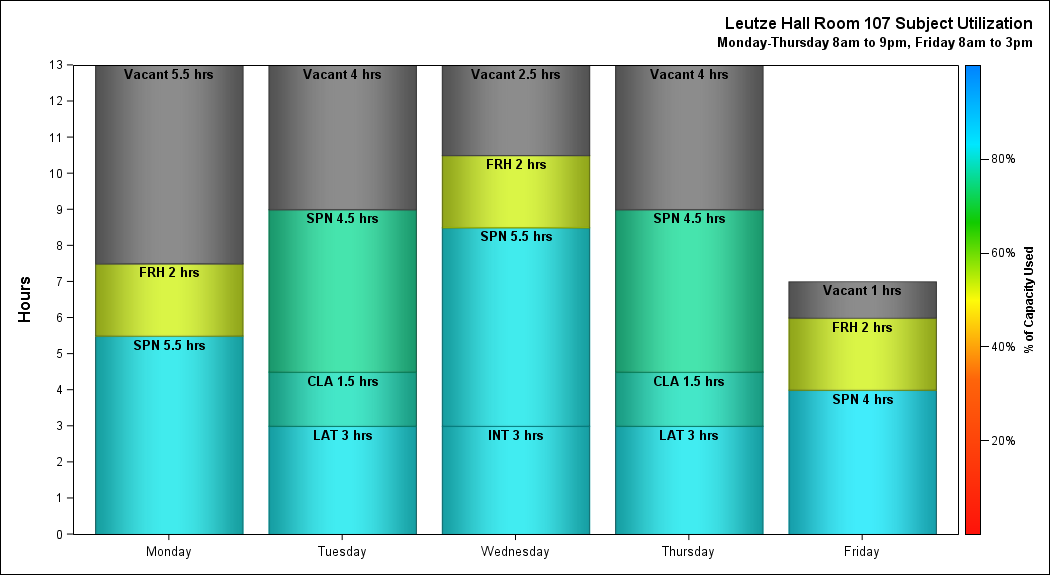 Leutze Hall Room 107 Subject Utilization
Monday-Thursday 8am to 9pm, Friday 8am to 3pm
Hours
13
12
11
10
9
8
7
6
5
4
3
2
1
0
Vacant 5.5 hrs
FRH 2 hrs
SPN 5.5 hrs
Monday
Vacant 4 hrs
SPN 4.5 hrs
CLA 1.5 hrs
LAT 3 hrs
Tuesday
Vacant 2.5 hrs
FRH 2 hrs
SPN 5.5 hrs
INT 3 hrs
Wednesday
Vacant 4 hrs
SPN 4.5 hrs
CLA 1.5 hrs
LAT 3 hrs
Thursday
Vacant 1 hrs
FRH 2 hrs
SPN 4 hrs
Friday
80%
60%
40%
20%
% of Capacity Used